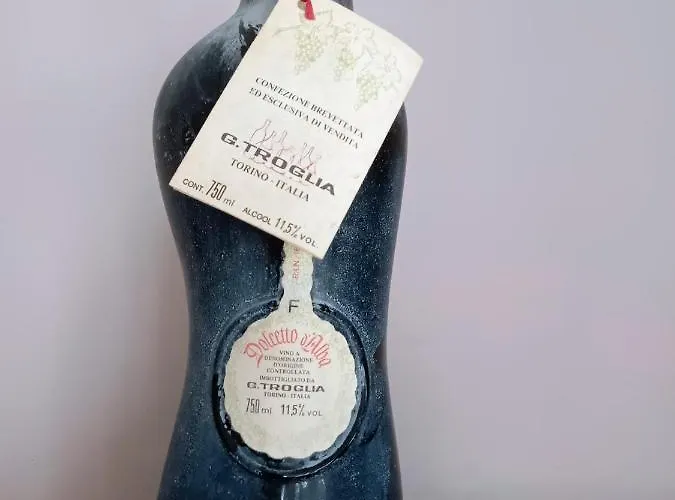 CONFEZIONE BREVETTATA
ED ESCLUSIVA DI VENDITA
G. TROGLIA
TORINO - ITALIA
CONT. 750 ml ALCOOL 11,5% VOL.
F
Dolcetto d'Alba
VINO A
DENOMINAZIONE
D'ORIGINE
CONTROLLATA
IMBOTTIGLIATO DA
G. TROGLIA
TORINO - ITALIA
750 ml 11,5% VOL.